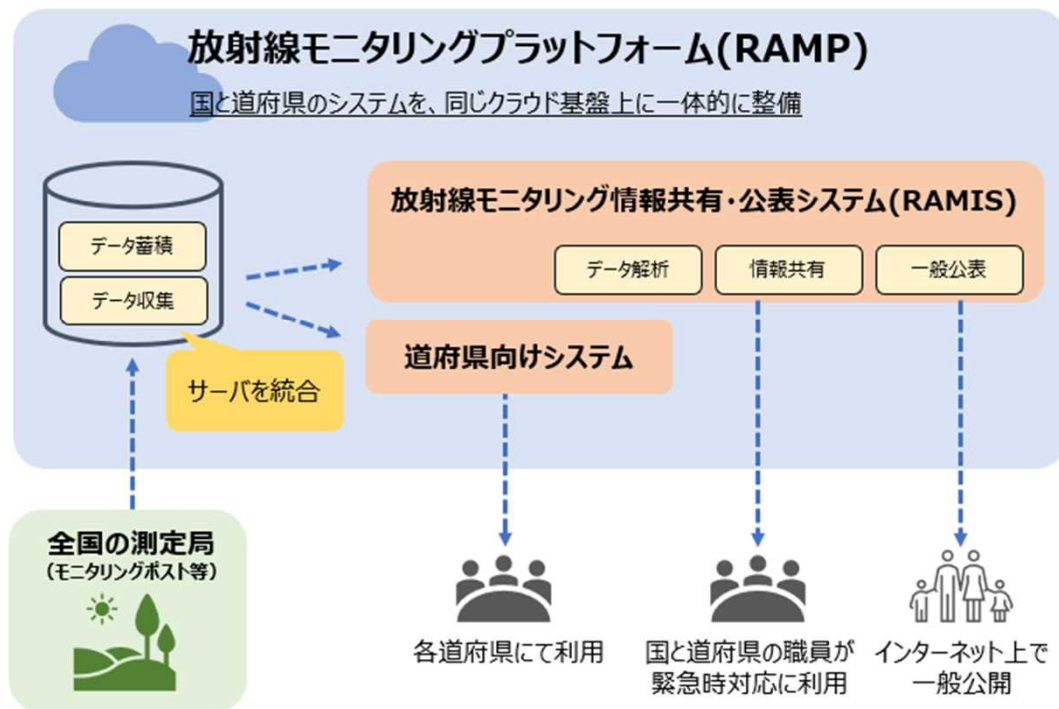 放射線モニタリングプラットフォーム(RAMP)
国と道府県のシステムを、同じクラウド基盤上に一体的に整備
放射線モニタリング情報共有・公表システム(RAMIS)
データ蓄積
データ収集
データ解析
情報共有
一般公表
サーバを統合
道府県向けシステム
全国の測定局
(モニタリングポスト等)
各道府県にて利用
国と道府県の職員が
緊急時対応に利用
インターネット上で
一般公開